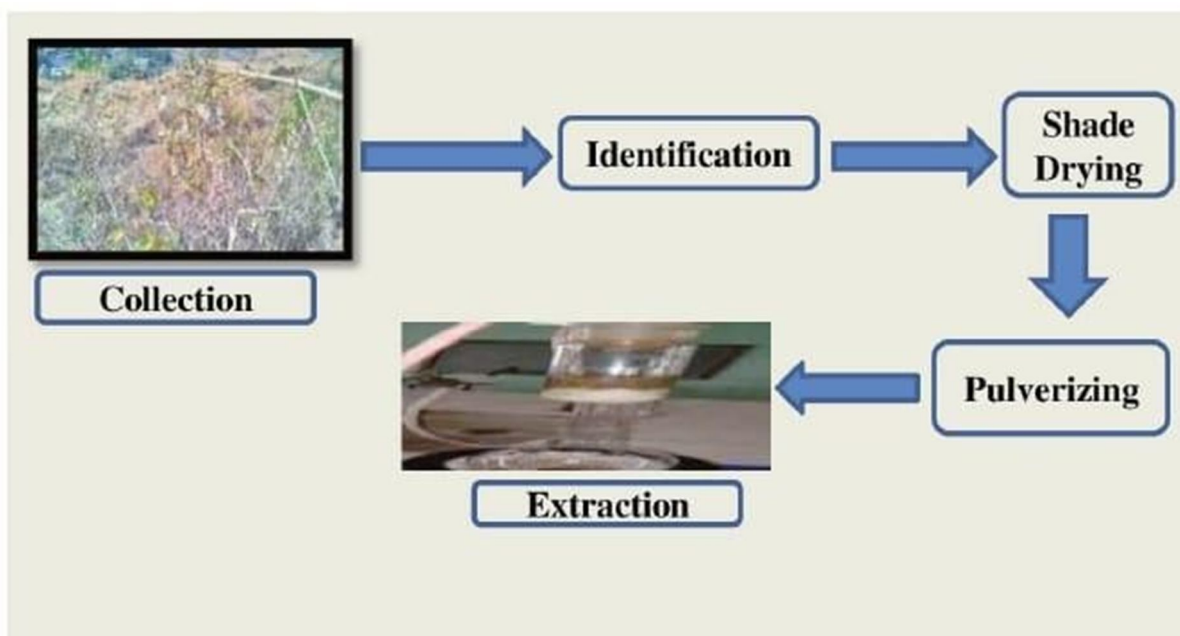 Collection
Identification
Shade
Drying
Pulverizing
Extraction